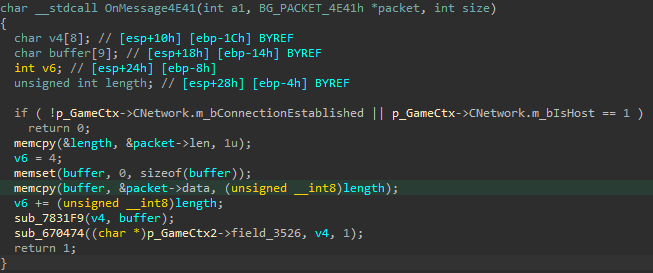 char __stdcall OnMessage4E41(int a1, BG_PACKET_4E41h *packet, int size)
{
  char v4[8]; // [esp+10h] [ebp-1Ch] BYREF
  char buffer[9]; // [esp+18h] [ebp-14h] BYREF
  int v6; // [esp+24h] [ebp-8h]
  unsigned int length; // [esp+28h] [ebp-4h] BYREF

  if ( !p_GameCtx->CNetwork.m_bConnectionEstablished || p_GameCtx->CNetwork.m_bIsHost == 1 )
    return 0;
  memcpy(&length, &packet->len, 1u);
  v6 = 4;
  memset(buffer, 0, sizeof(buffer));
  memcpy(buffer, &packet->data, (unsigned __int8)length);
  v6 += (unsigned __int8)length;
  sub_7831F9(v4, buffer);
  sub_670474((char *)p_GameCtx2->field_3526, v4, 1);
  return 1;
}